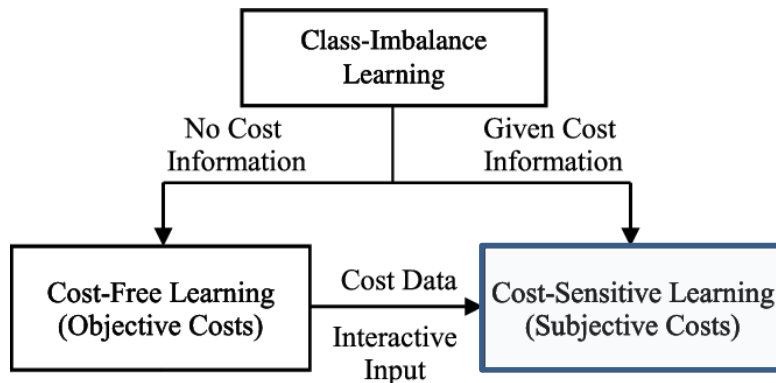 Class-Imbalance
Learning
No Cost
Information
Given Cost
Information
Cost-Free Learning
(Objective Costs)
Cost Data
Interactive
Input
Cost-Sensitive Learning
(Subjective Costs)